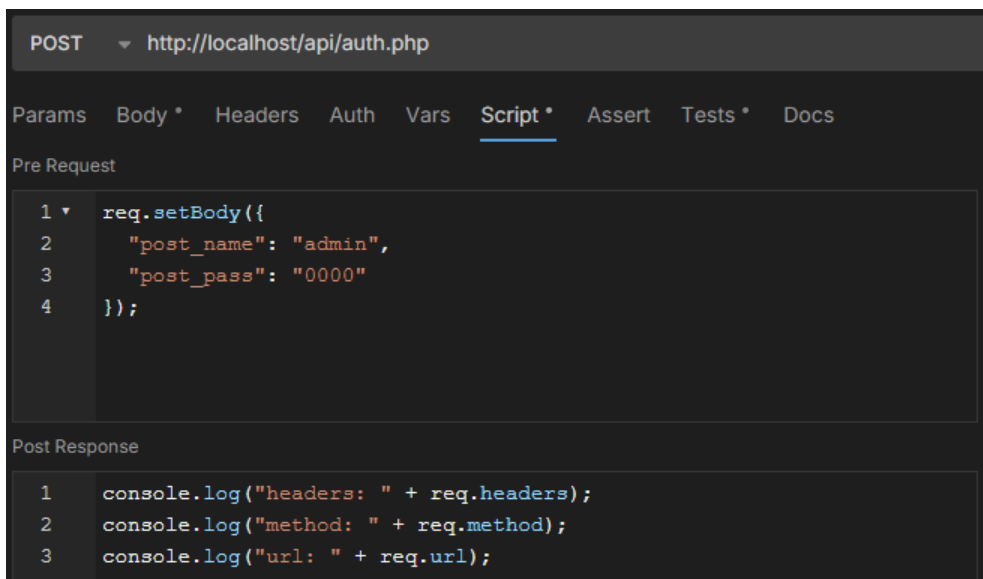 POST http://localhost/api/auth.php
Params Body Headers Auth Vars Script Assert Tests Docs
Pre Request
1 req.setBody({
2 "post_name": "admin",
3 "post_pass": "0000"
4 });
Post Response
1 console.log("headers: " + req.headers);
2 console.log("method: " + req.method);
3 console.log("url: " + req.url);